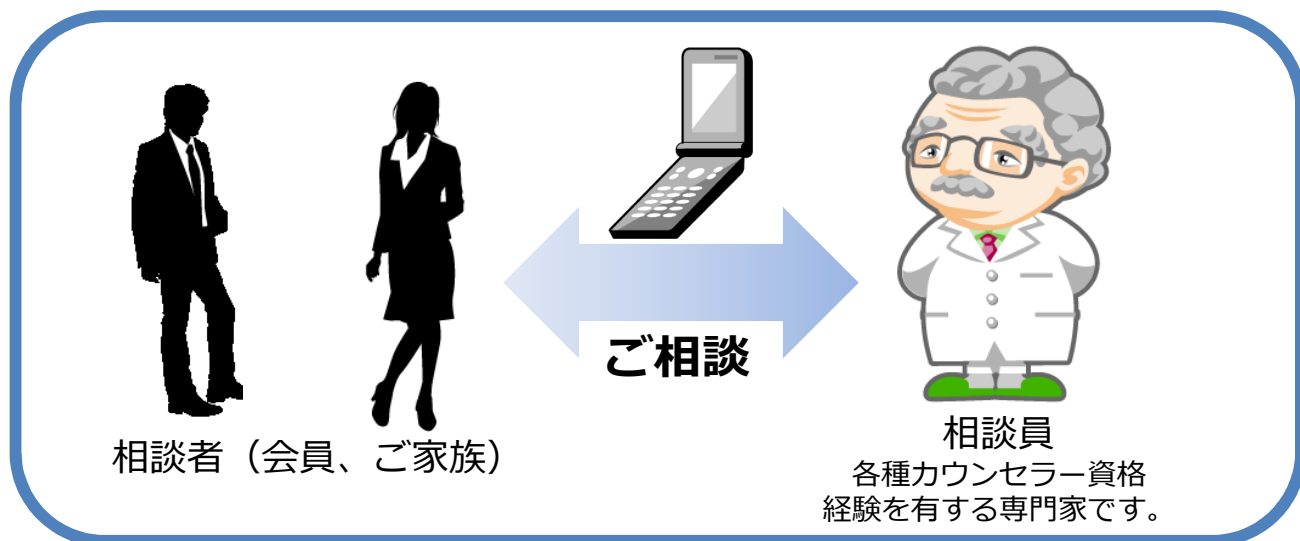 ご相談
相談者（会員、ご家族）
相談員
各種カウンセラー資格
経験を有する専門家です。